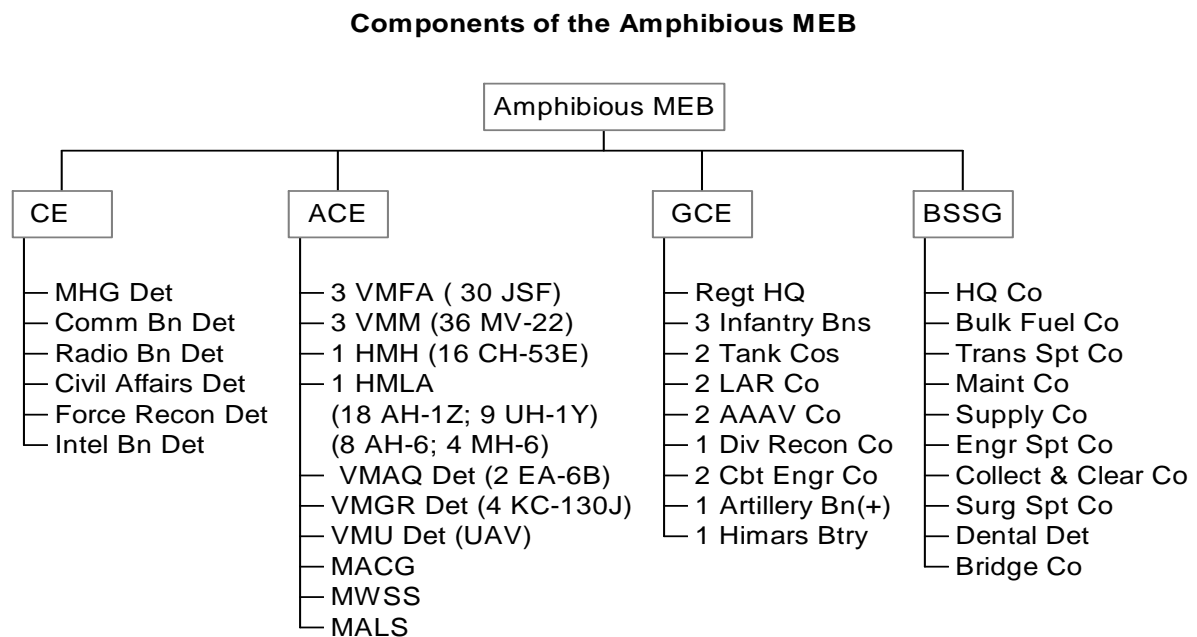 Components of the Amphibious MEB
Amphibious MEB
CE
MHG Det
Comm Bn Det
Radio Bn Det
Civil Affairs Det
Force Recon Det
Intel Bn Det
ACE
3 VMFA ( 30 JSF)
3 VMM (36 MV-22)
1 HMH (16 CH-53E)
1 HMLA
(18 AH-1Z; 9 UH-1Y)
(8 AH-6; 4 MH-6)
VMAQ Det (2 EA-6B)
VMGR Det (4 KC-130J)
VMU Det (UAV)
MACG
MWSS
MALS
GCE
Regt HQ
3 Infantry Bns
2 Tank Cos
2 LAR Co
2 AAAV Co
1 Div Recon Co
2 Cbt Engr Co
1 Artillery Bn(+)
1 Himars Btry
BSSG
HQ Co
Bulk Fuel Co
Trans Spt Co
Maint Co
Supply Co
Engr Spt Co
Collect & Clear Co
Surg Spt Co
Dental Det
Bridge Co